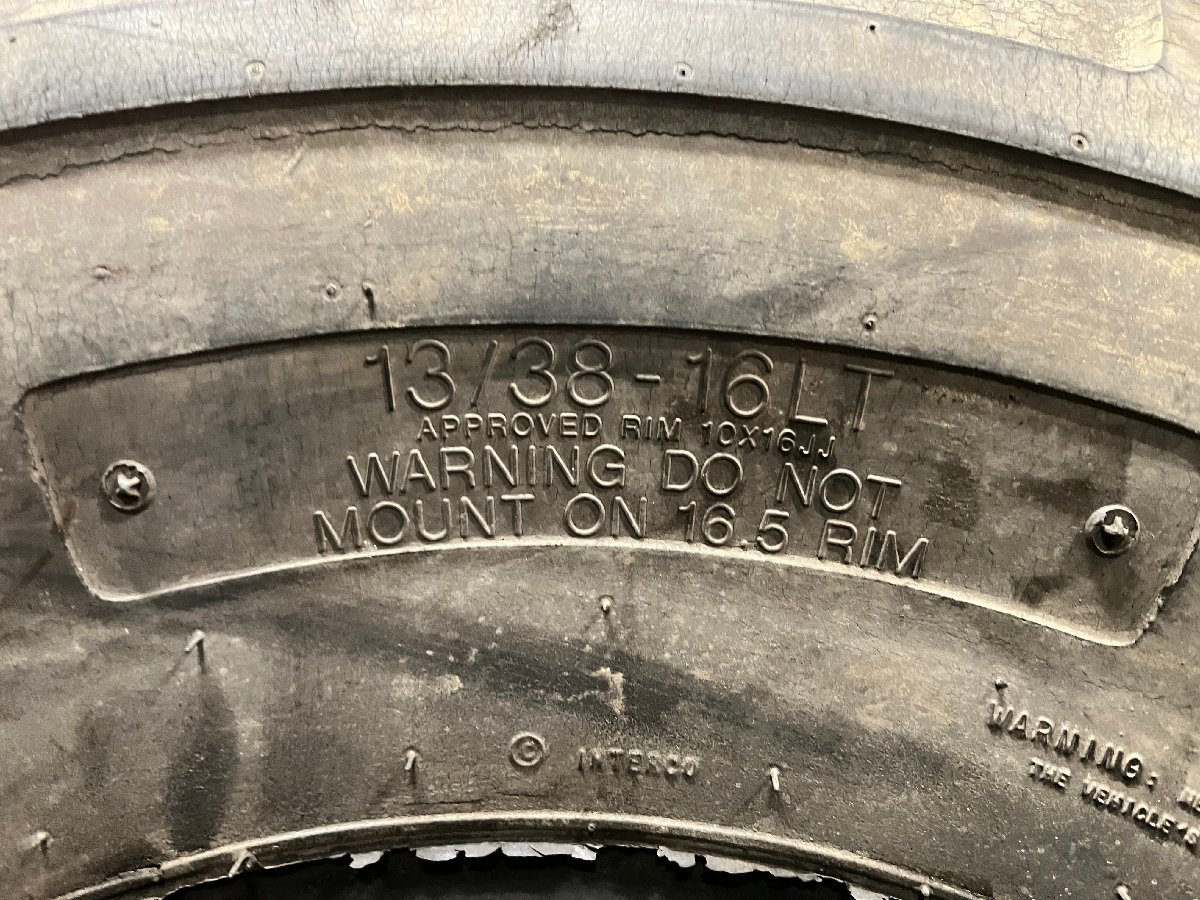 13/38-16LT
APPROVED RIM 10X16JJ
WARNING DO NOT
MOUNT ON 16.5 RIM
© INTERCO
WARNING:
THE VEHICLE'S